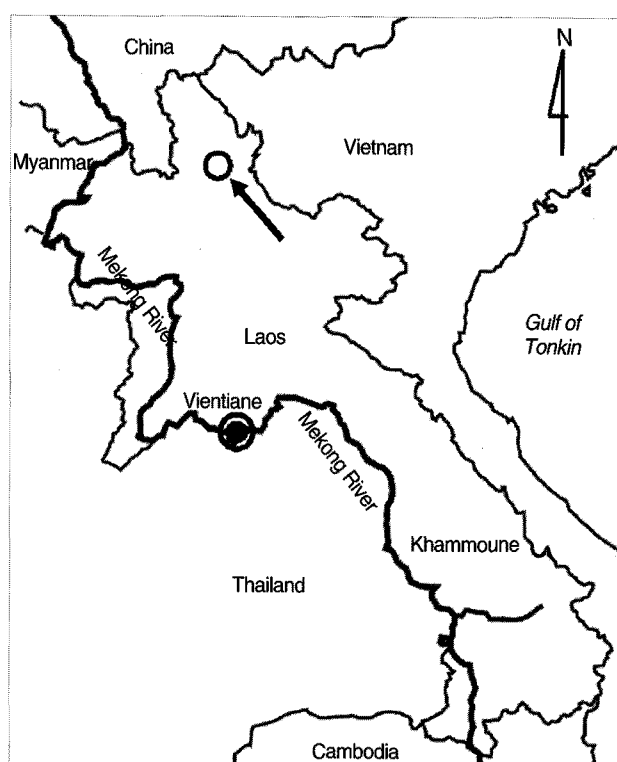 China
N
Myanmar
Vietnam
Mekong River
Gulf of
Tonkin
Laos
Vientiane
Mekong River
Khammoune
Thailand
Cambodia